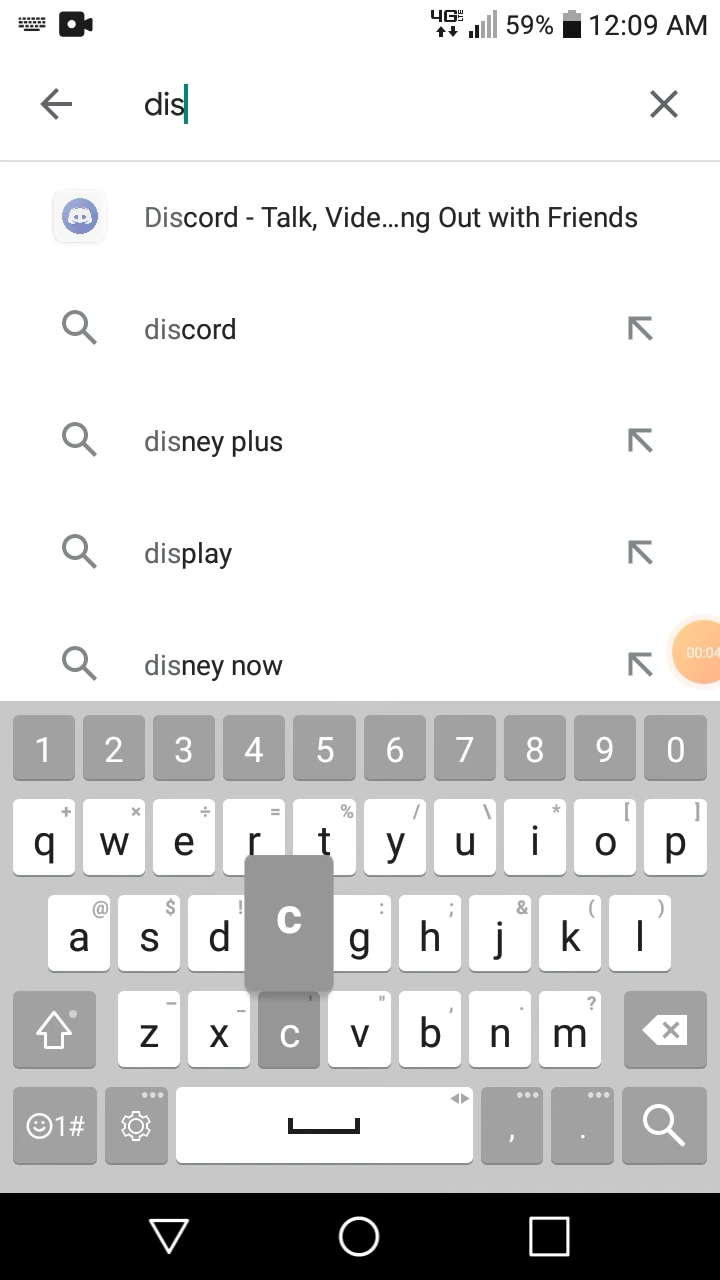 4G LTE 59% 12:09 AM
dis
Discord - Talk, Vide...ng Out with Friends
discord
disney plus
display
disney now
00:04
1 2 3 4 5 6 7 8 9 0
+ × ÷ = % / \ * [ ]
q w e r t y u i o p
@ $ ! : ; & ( )
a s d c g h j k l
– _ ' " , . ?
z x c v b n m
1# , .